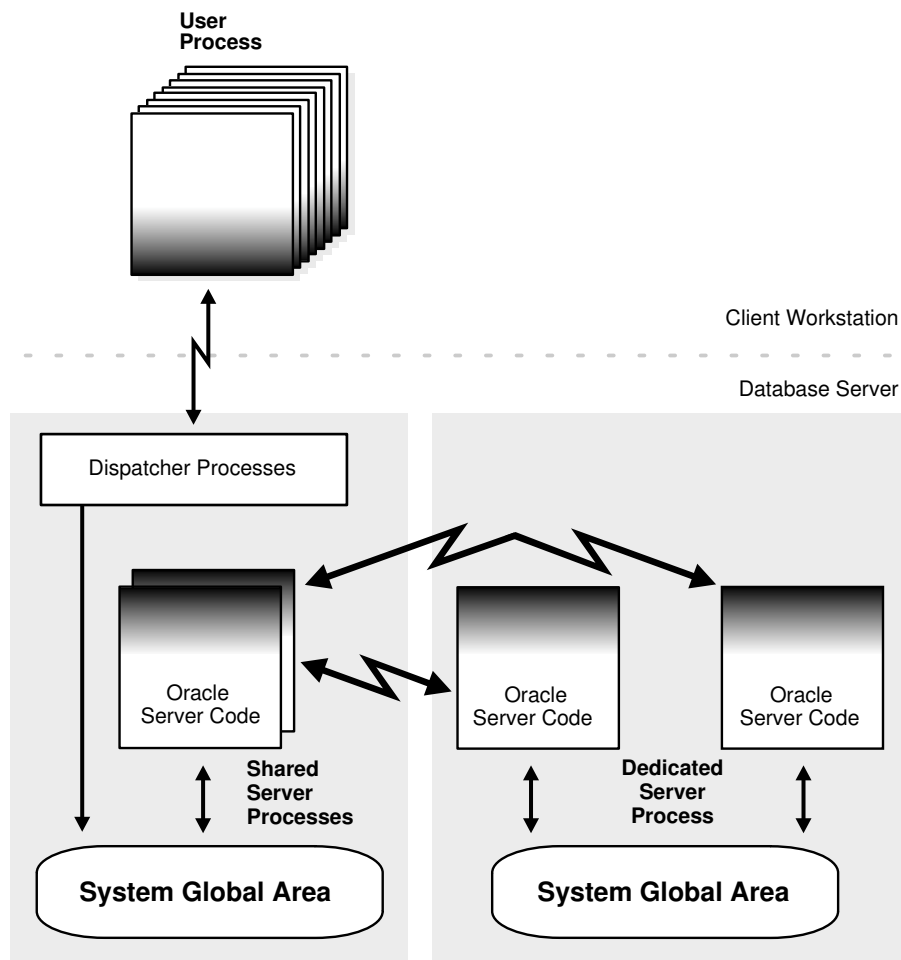 User
Process
Client Workstation
Database Server
Dispatcher Processes
Oracle
Server Code
Oracle
Server Code
Oracle
Server Code
Shared
Server
Processes
Dedicated
Server
Process
System Global Area
System Global Area